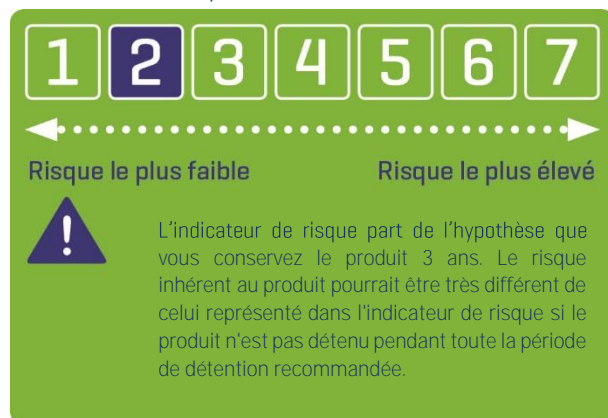 1 2 3 4 5 6 7
Risque le plus faible Risque le plus élevé
!
L'indicateur de risque part de l'hypothèse que
vous conservez le produit 3 ans. Le risque
inhérent au produit pourrait être très différent de
celui représenté dans l'indicateur de risque si le
produit n'est pas détenu pendant toute la période
de détention recommandée.